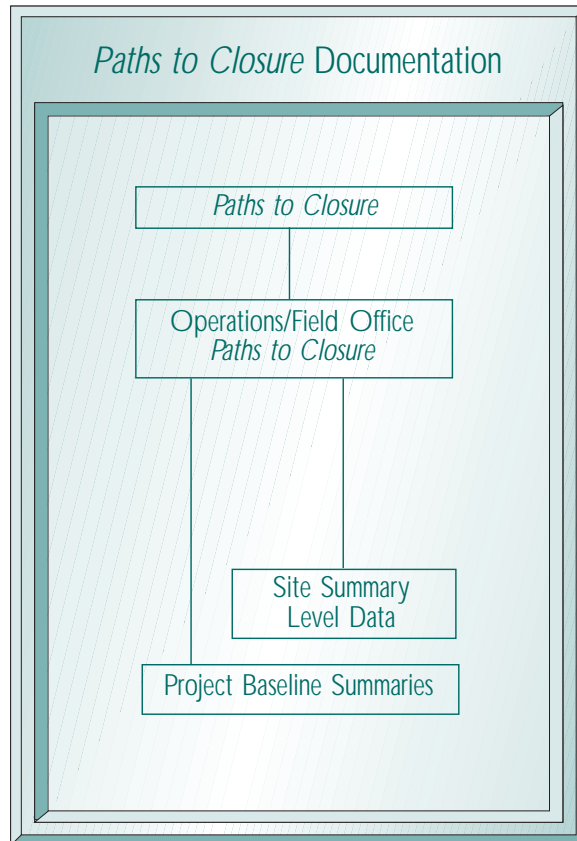 Paths to Closure Documentation
Paths to Closure
Operations/Field Office
Paths to Closure
Site Summary
Level Data
Project Baseline Summaries